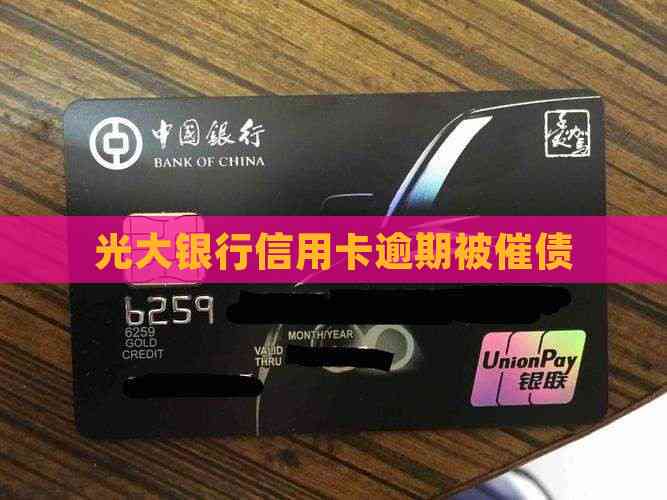 中国银行
BANK OF CHINA
光大银行信用卡逾期被催债
6259
6259
GOLD
CREDIT
MONTH/YEAR
VALID
THRU
UnionPay
银联